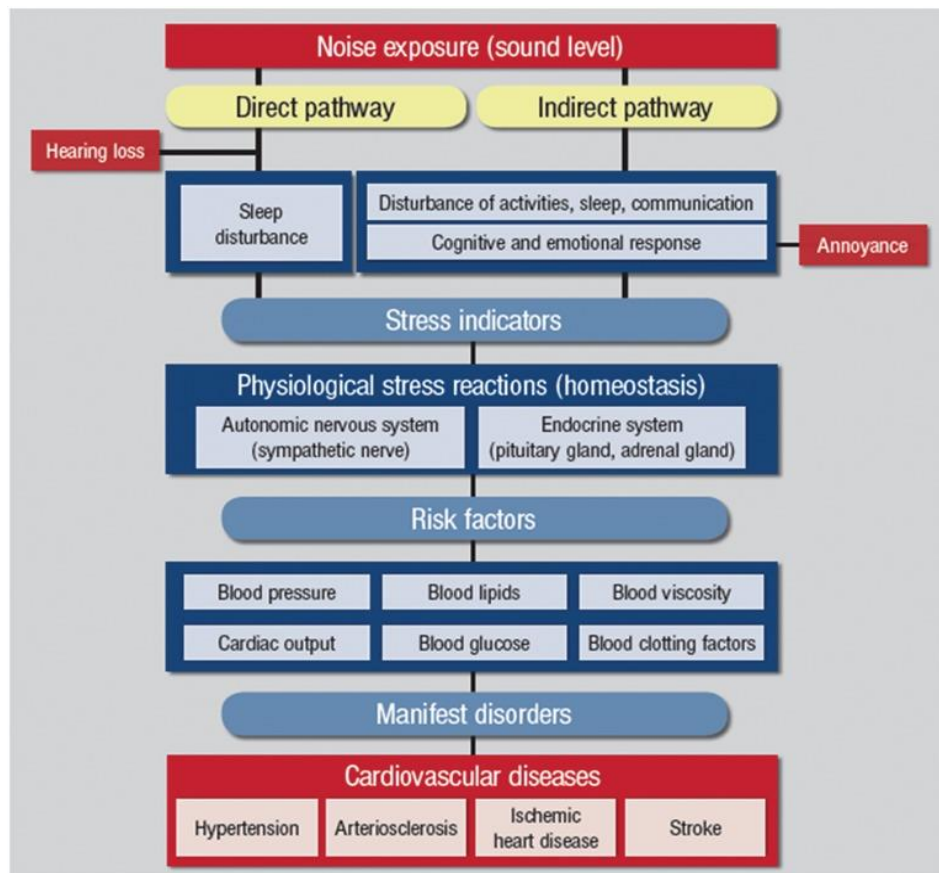 Noise exposure (sound level)
Direct pathway
Indirect pathway
Hearing loss
Sleep
disturbance
Disturbance of activities, sleep, communication
Cognitive and emotional response
Annoyance
Stress indicators
Physiological stress reactions (homeostasis)
Autonomic nervous system
(sympathetic nerve)
Endocrine system
(pituitary gland, adrenal gland)
Risk factors
Blood pressure
Blood lipids
Blood viscosity
Cardiac output
Blood glucose
Blood clotting factors
Manifest disorders
Cardiovascular diseases
Hypertension
Arteriosclerosis
Ischemic
heart disease
Stroke